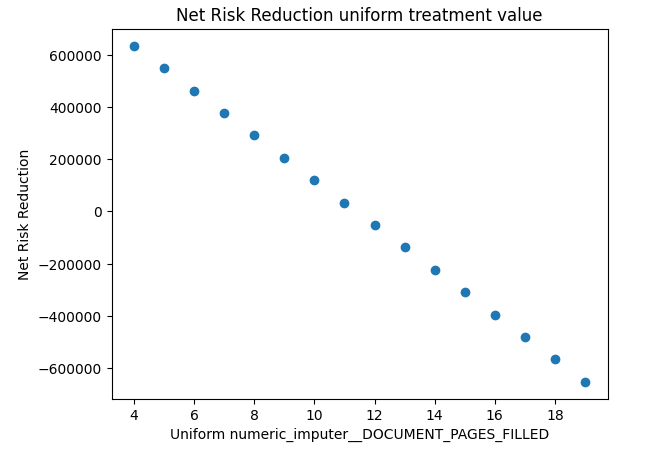 Net Risk Reduction uniform treatment value
Net Risk Reduction
600000
400000
200000
0
−200000
−400000
−600000
4 6 8 10 12 14 16 18
Uniform numeric_imputer__DOCUMENT_PAGES_FILLED